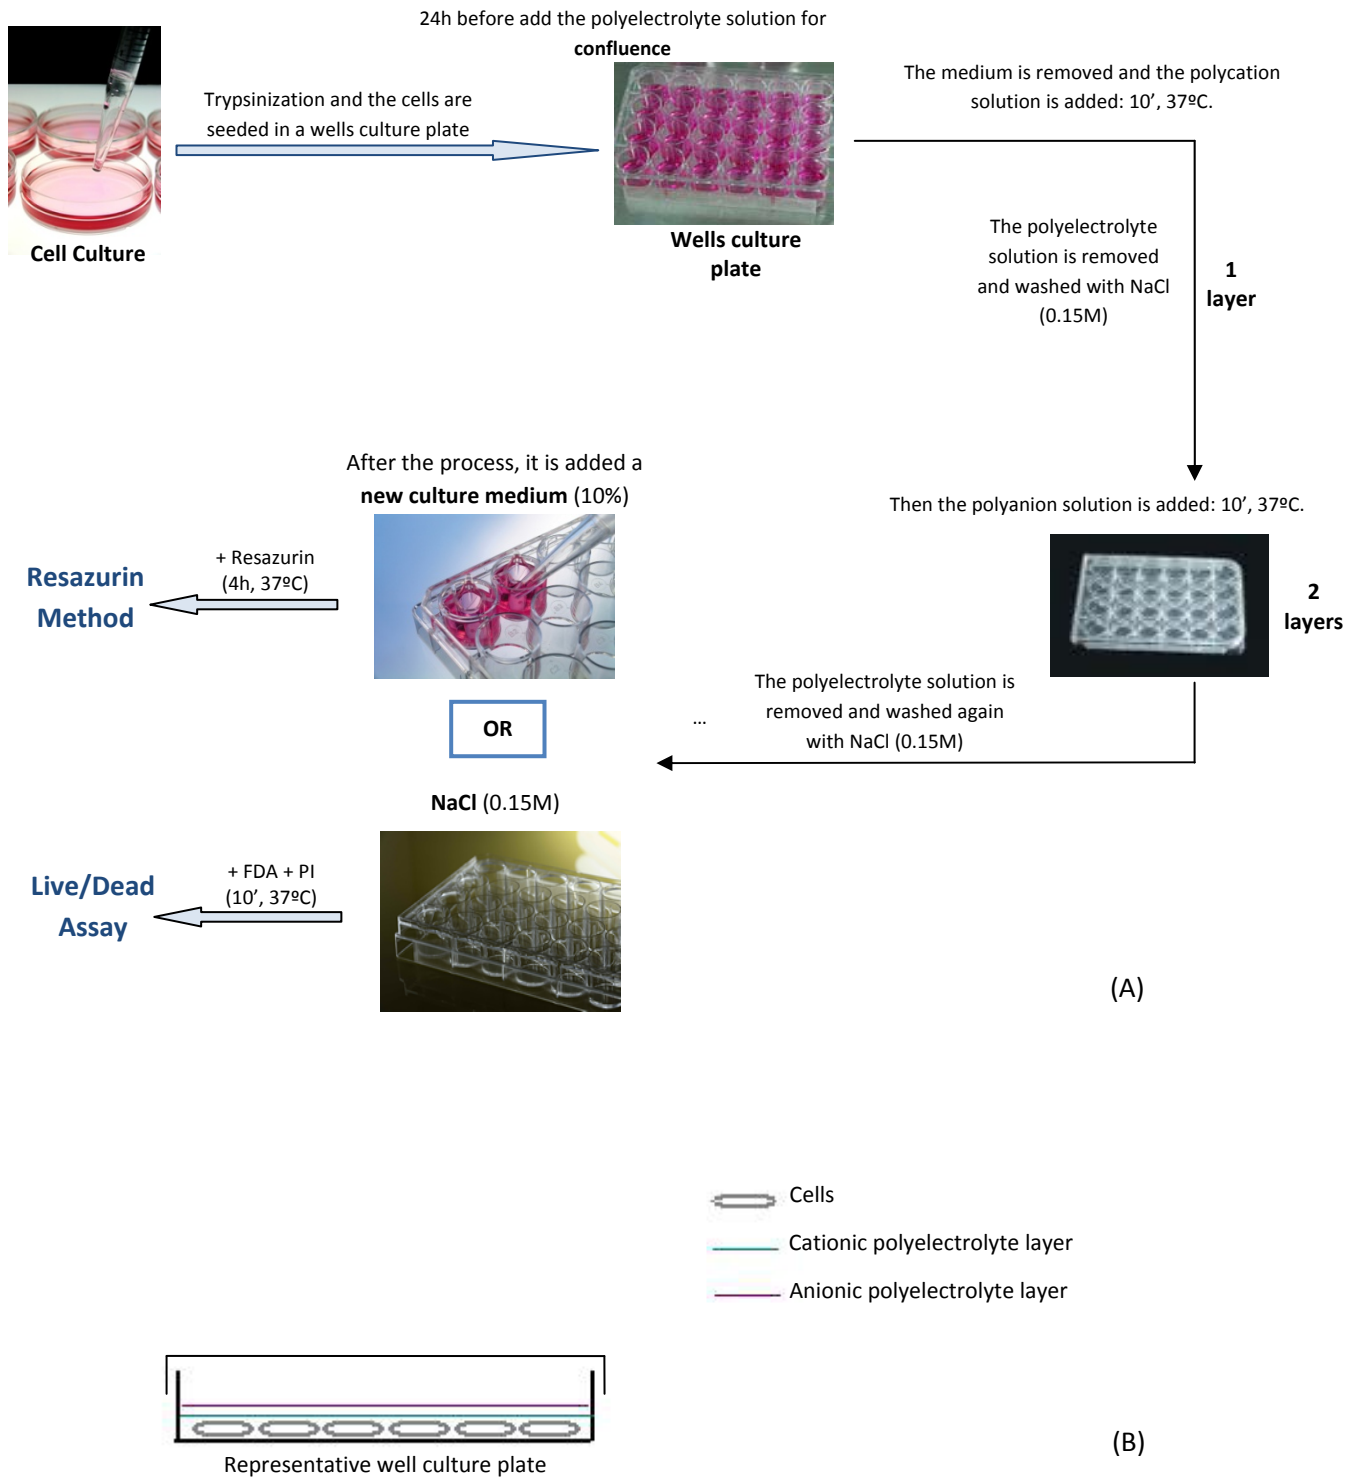 24h before add the polyelectrolyte solution for
confluence
Trypsinization and the cells are
seeded in a wells culture plate
The medium is removed and the polycation
solution is added: 10’, 37ºC.
Cell Culture
Wells culture
plate
The polyelectrolyte
solution is removed
and washed with NaCl
(0.15M)
1
layer
Then the polyanion solution is added: 10’, 37ºC.
2
layers
The polyelectrolyte solution is
removed and washed again
with NaCl (0.15M)
...
After the process, it is added a
new culture medium (10%)
+ Resazurin
(4h, 37ºC)
Resazurin
Method
OR
NaCl (0.15M)
+ FDA + PI
(10’, 37ºC)
Live/Dead
Assay
(A)
Cells
Cationic polyelectrolyte layer
Anionic polyelectrolyte layer
Representative well culture plate
(B)